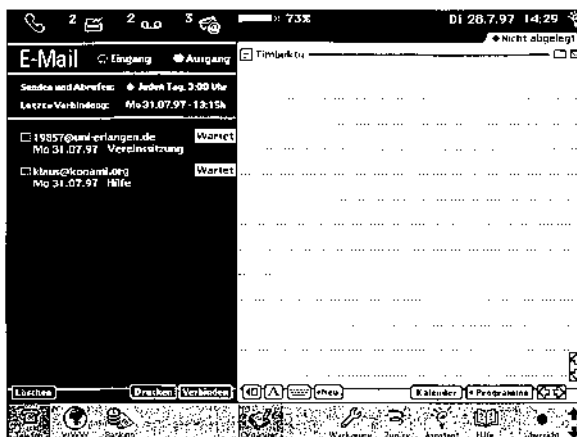 2 2 3 73% Di 28.7.97 14:29
Nicht abgelegt
E-Mail Eingang Ausgang
Timbuktu
Senden und Abrufen: Jeden Tag, 3:00 Uhr
Letzte Verbindung: Mo 31.07.97 - 13:15h
19857@uni-erlangen.de Wartet
Mo 31.07.97 Vereinssitzung
klaus@konami.org Wartet
Mo 31.07.97 Hilfe
Löschen Drucken Verbinden A Neu Kalender Programme
Hilfe Übersicht